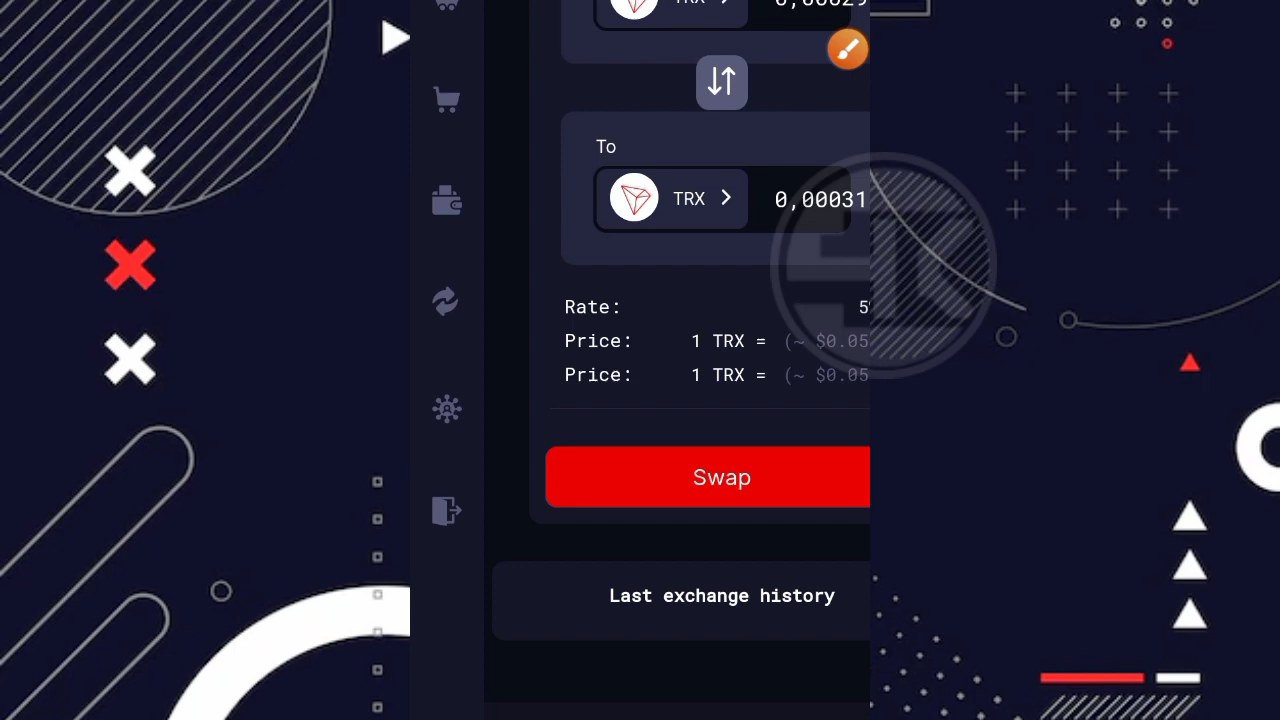 To
TRX 0,00031
Rate: 5
Price: 1 TRX = (~ $0.05
Price: 1 TRX = (~ $0.05
Swap
Last exchange history